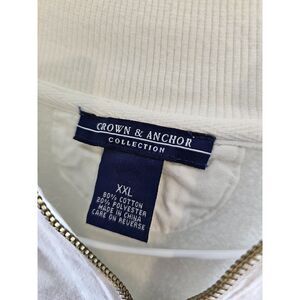 CROWN & ANCHOR
COLLECTION
XXL
80% COTTON
20% POLYESTER
MADE IN CHINA
CARE ON REVERSE